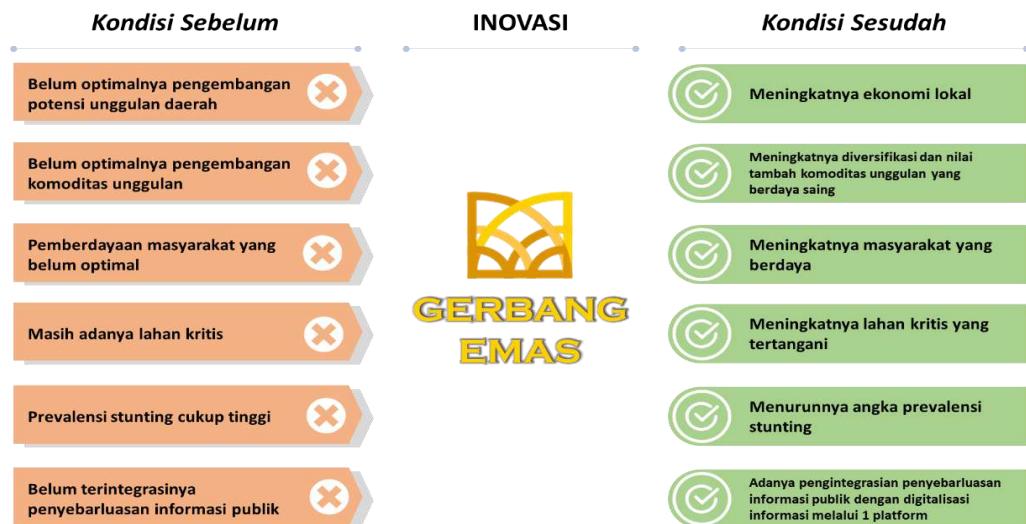 Kondisi Sebelum
INOVASI
Kondisi Sesudah
Belum optimalnya pengembangan
potensi unggulan daerah
Meningkatnya ekonomi lokal
Belum optimalnya pengembangan
komoditas unggulan
Meningkatnya diversifikasi dan nilai
tambah komoditas unggulan yang
berdaya saing
Pemberdayaan masyarakat yang
belum optimal
Meningkatnya masyarakat yang
berdaya
GERBANG
EMAS
Masih adanya lahan kritis
Meningkatnya lahan kritis yang
tertangani
Prevalensi stunting cukup tinggi
Menurunnya angka prevalensi
stunting
Belum terintegrasinya
penyebarluasan informasi publik
Adanya pengintegrasian penyebarluasan
informasi publik dengan digitalisasi
informasi melalui 1 platform